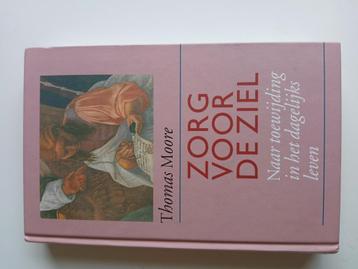 Thomas Moore
ZORG
VOOR
DE ZIEL
Naar toewijding
in het dagelijks
leven